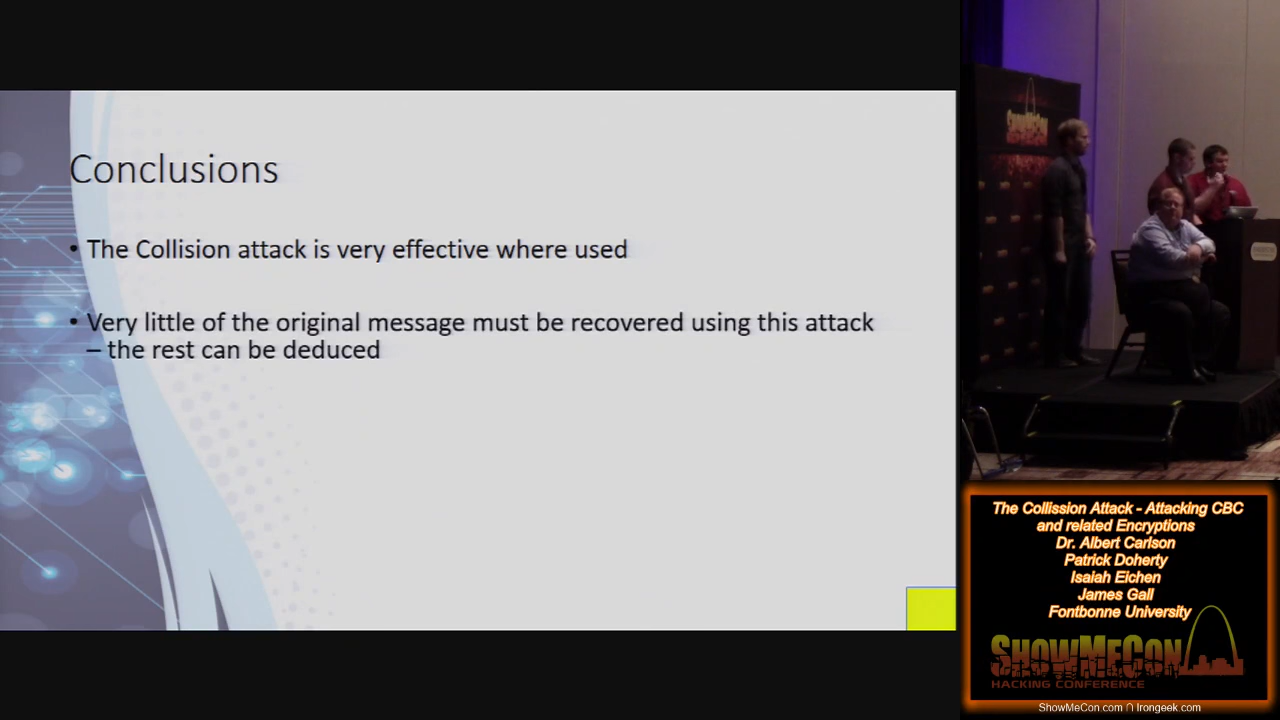 Conclusions
• The Collision attack is very effective where used
• Very little of the original message must be recovered using this attack
– the rest can be deduced
The Collission Attack - Attacking CBC
and related Encryptions
Dr. Albert Carlson
Patrick Doherty
Isaiah Eichen
James Gall
Fontbonne University
SHOWMECON
HACKING CONFERENCE
ShowMeCon.com ∩ Irongeek.com